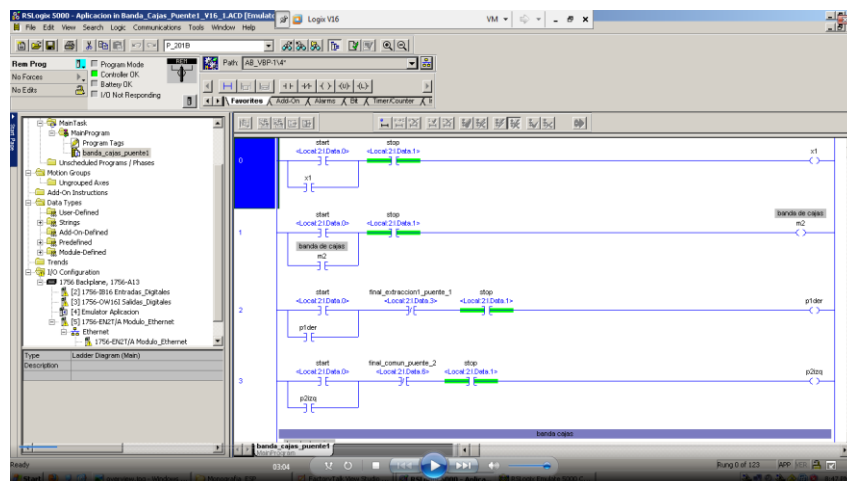 RSLogix 5000 - Aplicacion in Banda_Cajas_Puente1_V16_1.ACD [Emulato
Logix V16
VM
File Edit View Search Logic Communications Tools Window Help
P_201B
Rem Prog
Program Mode
Path: AB_VBP-1\4*
No Forces
Controller OK
Battery OK
No Edits
I/O Not Responding
REM
Favorites
Add-On
Alarms
Bit
Timer/Counter
Start Page
MainTask
MainProgram
Program Tags
banda_cajas_puente1
Unscheduled Programs / Phases
Motion Groups
Ungrouped Axes
Add-On Instructions
Data Types
User-Defined
Strings
Add-On-Defined
Predefined
Module-Defined
Trends
I/O Configuration
1756 Backplane, 1756-A13
[2] 1756-IB16 Entradas_Digitales
[3] 1756-OW16I Salidas_Digitales
[4] Emulator Aplicacion
[5] 1756-EN2T/A Modulo_Ethernet
Ethernet
1756-EN2T/A Modulo_Ethernet
Type Ladder Diagram (Main)
Description
start stop
<Local:2:I.Data.0> <Local:2:I.Data.1> x1
0
x1
start stop banda de cajas
<Local:2:I.Data.0> <Local:2:I.Data.1> m2
1
banda de cajas
m2
start final_extraccion1_puente_1 stop
<Local:2:I.Data.0> <Local:2:I.Data.3> <Local:2:I.Data.1> p1der
2
p1der
start final_comun_puente_2 stop
<Local:2:I.Data.0> <Local:2:I.Data.6> <Local:2:I.Data.1> p2izq
3
p2izq
banda cajas
banda_cajas_puente1
MainProgram
Ready
03:04
Rung 0 of 123
APP
VER
Start